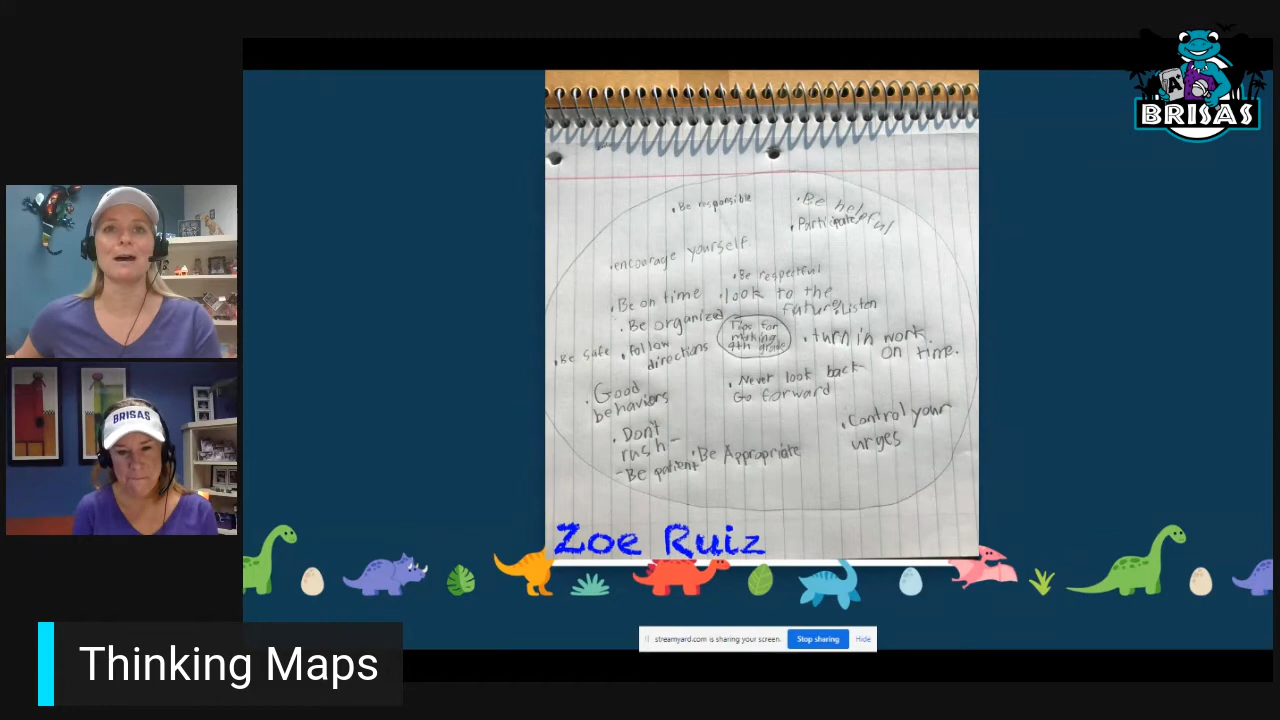 BRISAS
BRISAS
• Be responsible
• Be helpful
• Participate
• encourage yourself
• Be respectful
• Be on time
• look to the
future
• Listen
• Be organized
Tips for
making
4th grade
• turn in work
on time.
• Be safe
• follow
directions
• Never look back-
Go forward
• Good
behaviors
• Control your
urges
• Don't
rush -
- Be patient
• Be Appropriate
Zoe Ruiz
streamyard.com is sharing your screen.
Stop sharing
Hide
Thinking Maps